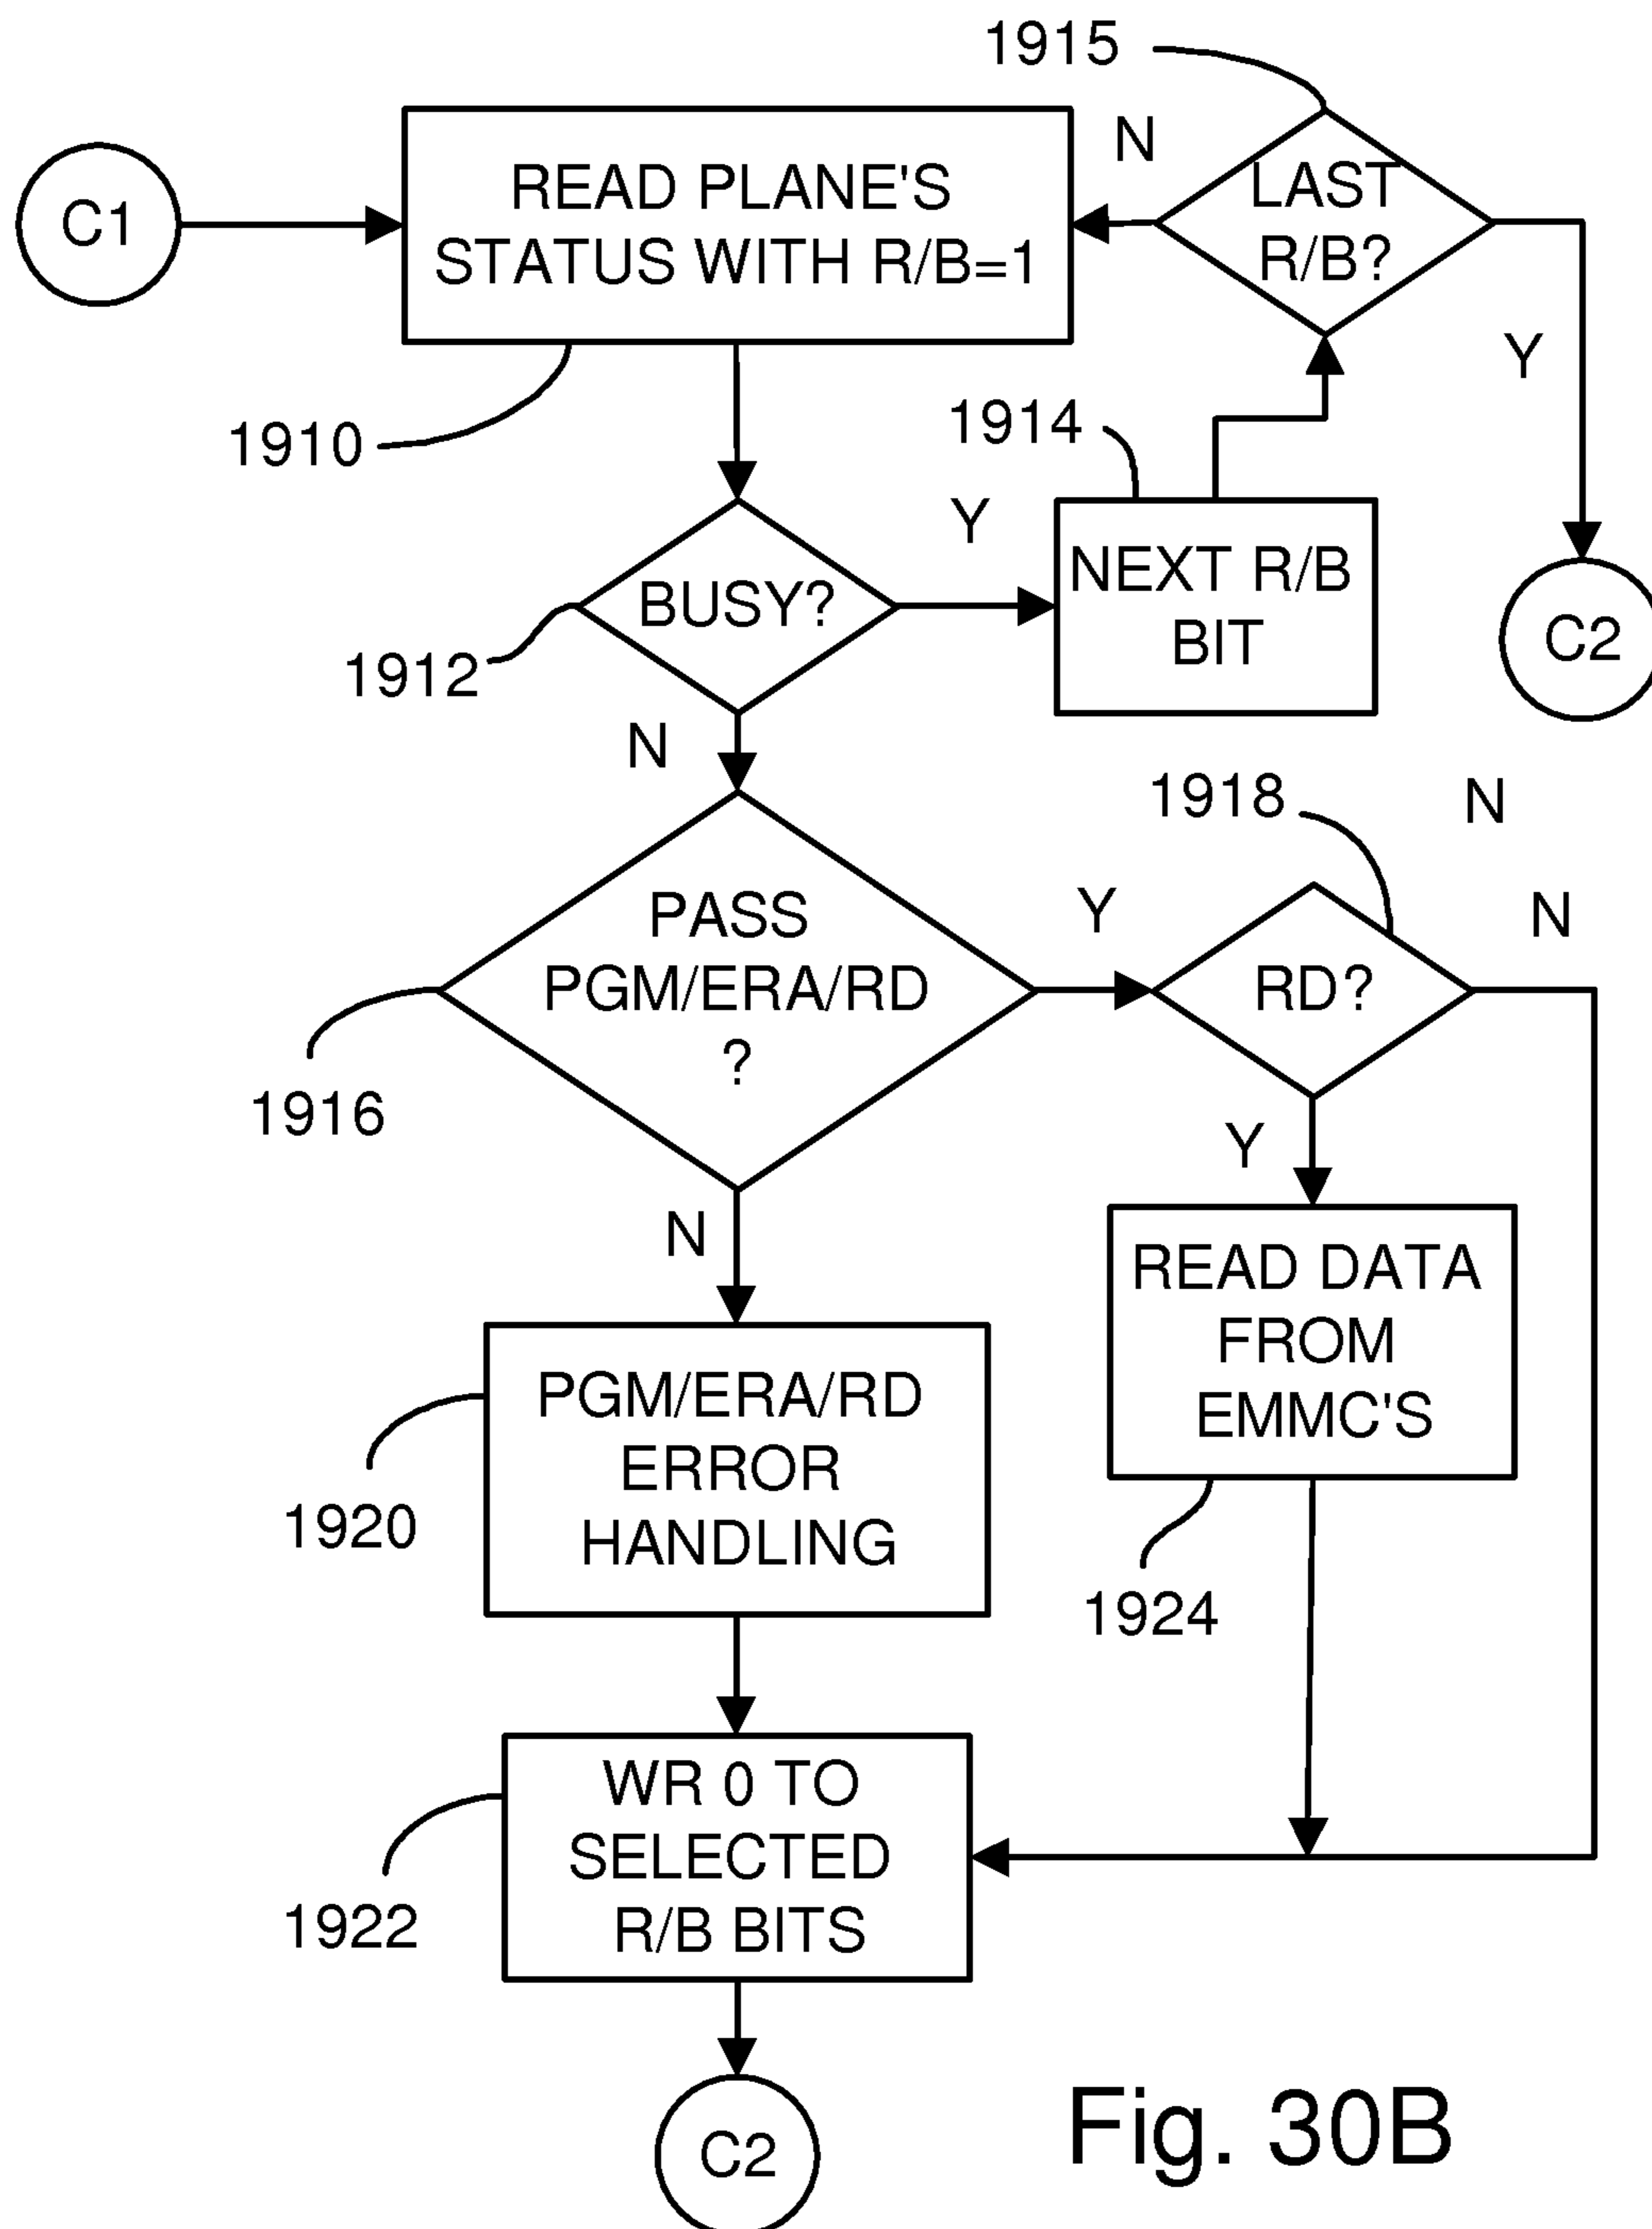 1915
N
C1
READ PLANE'S
STATUS WITH R/B=1
LAST
R/B?
Y
1910
1914
Y
NEXT R/B
BIT
BUSY?
C2
1912
N
1918
N
PASS
PGM/ERA/RD
?
Y
RD?
N
1916
Y
N
READ DATA
FROM
EMMC'S
PGM/ERA/RD
ERROR
HANDLING
1920
1924
WR 0 TO
SELECTED
R/B BITS
1922
C2
Fig. 30B